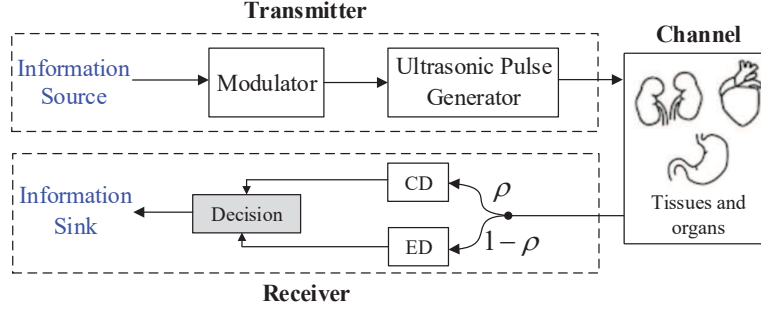 Transmitter
Information
Source
Modulator
Ultrasonic Pulse
Generator
Channel
Tissues and
organs
Information
Sink
Decision
CD
ED
ρ
1 − ρ
Receiver